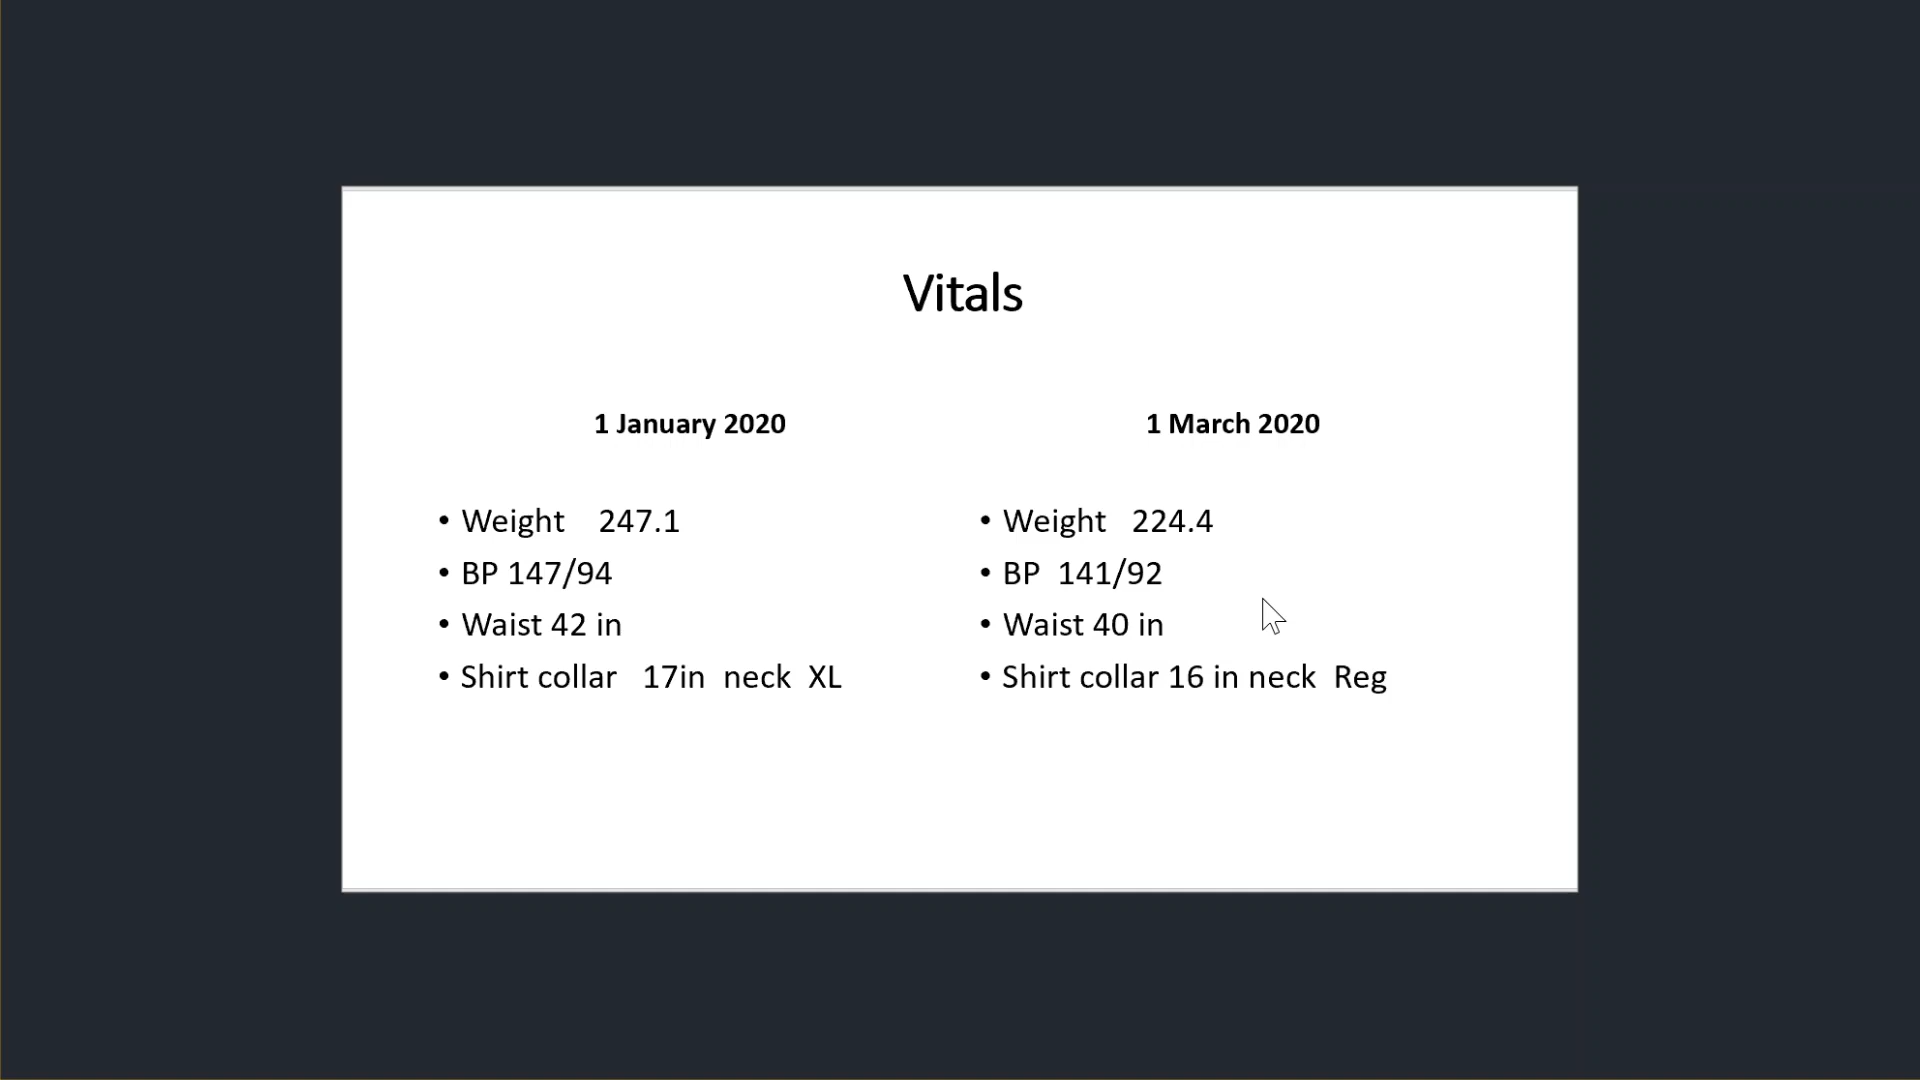 Vitals
1 January 2020
• Weight 247.1
• BP 147/94
• Waist 42 in
• Shirt collar 17in neck XL
1 March 2020
• Weight 224.4
• BP 141/92
• Waist 40 in
• Shirt collar 16 in neck Reg